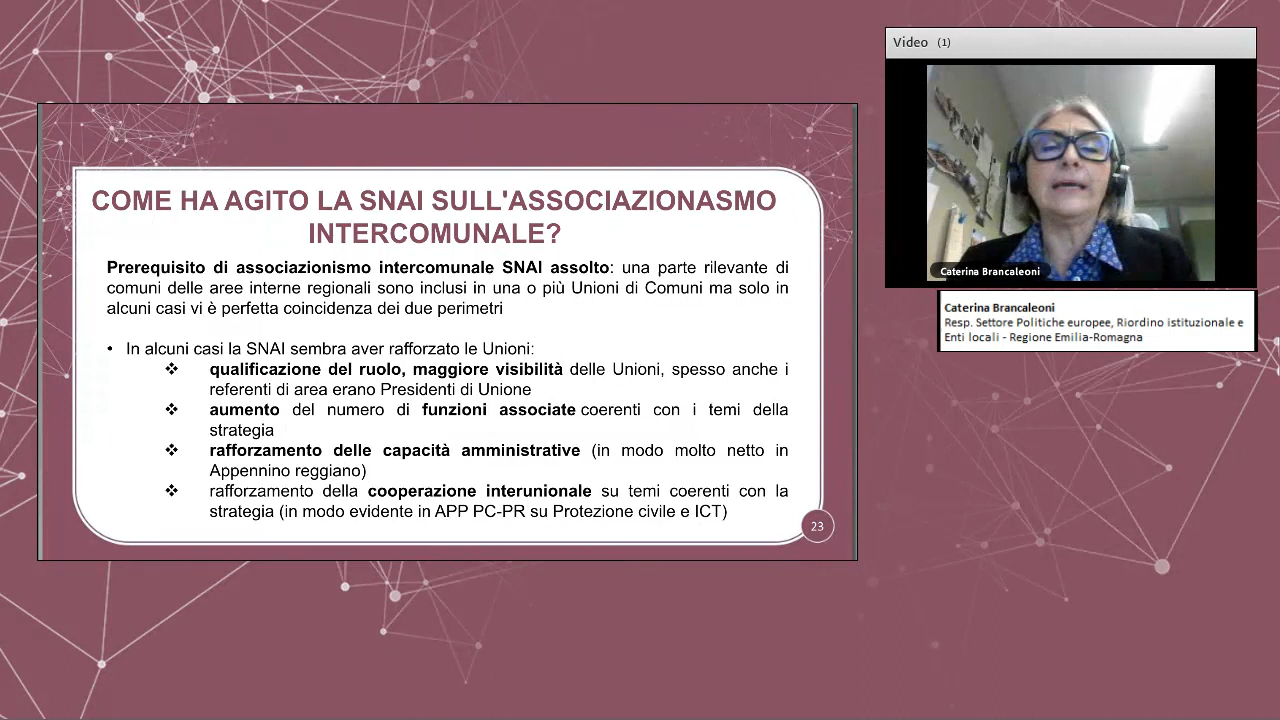 COME HA AGITO LA SNAI SULL'ASSOCIAZIONASMO
INTERCOMUNALE?
Prerequisito di associazionismo intercomunale SNAI assolto: una parte rilevante di
comuni delle aree interne regionali sono inclusi in una o più Unioni di Comuni ma solo in
alcuni casi vi è perfetta coincidenza dei due perimetri
• In alcuni casi la SNAI sembra aver rafforzato le Unioni:
❖ qualificazione del ruolo, maggiore visibilità delle Unioni, spesso anche i
referenti di area erano Presidenti di Unione
❖ aumento del numero di funzioni associate coerenti con i temi della
strategia
❖ rafforzamento delle capacità amministrative (in modo molto netto in
Appennino reggiano)
❖ rafforzamento della cooperazione interunionale su temi coerenti con la
strategia (in modo evidente in APP PC-PR su Protezione civile e ICT)
23
Video (1)
Caterina Brancaleoni
Caterina Brancaleoni
Resp. Settore Politiche europee, Riordino istituzionale e
Enti locali - Regione Emilia-Romagna